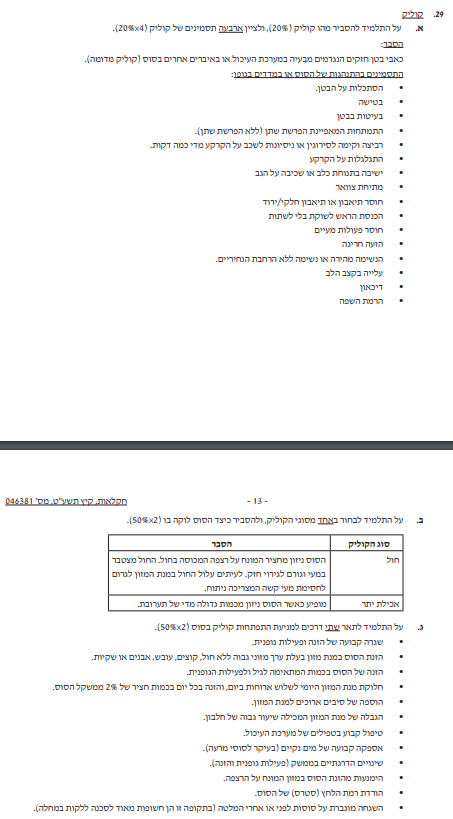 29. קוליק
א. על התלמיד להסביר מהו קוליק (20%), ולציין ארבעה תסמינים של קוליק (20%x4).
הסבר:
כאבי בטן חזקים הנגרמים מבעיה במערכת העיכול או באיברים אחרים בסוס (קוליק מדומה).
התסמינים בהתנהגות של הסוס או במדדים בגופו:
• הסתכלות על הבטן.
• בטישה
• בעיטות בבטן
• התמתחות המאפיינת הפרשת שתן (ללא הפרשת שתן).
• רביצה וקימה לסירוגין או ניסיונות לשכב על הקרקע מדי כמה דקות.
• התגלגלות על הקרקע
• ישיבה בתנוחת כלב או שכיבה על הגב
• מתיחת צוואר
• חוסר תיאבון או תיאבון חלקי/ירוד
• הכנסת הראש לשוקת בלי לשתות
• חוסר פעולות מעיים
• הזעה חריגה
• הנשימה מהירה או נשימה ללא הרחבת הנחיריים.
• עלייה בקצב הלב
• דיכאון
• הרמת השפה
- 13 -
חקלאות, קיץ תשע"ט, מס' 046381
ב. על התלמיד לבחור באחד מסוגי הקוליק, ולהסביר כיצד הסוס לוקה בו (50%x2).
סוג הקוליק הסבר
חול הסוס ניזון מחציר המונח על רצפה המכוסה בחול. החול מצטבר
במעי וגורם לגירוי חזק. לעיתים עלול החול במנת המזון לגרום
לחסימת מעי קשה המצריכה ניתוח.
אכילת יתר מופיע כאשר הסוס ניזון מכמות גדולה מדי של תערובת.
ג. על התלמיד לתאר שתי דרכים למניעת התפתחות קוליק בסוס (50%x2).
• שגרה קבועה של הזנה ופעילות גופנית.
• הזנת הסוס במנת מזון בעלת ערך מזוני גבוה ללא חול, קוצים, עובש, אבנים או שקיות.
• הזנה של הסוס בכמות המתאימה לגיל ולפעילות הגופנית.
• חלוקת מנת המזון היומי לשלוש ארוחות ביום, והזנה בכל יום בכמות חציר של 2% ממשקל הסוס.
• הוספה של סיבים ארוכים למנת המזון.
• הגבלה של מנת המזון המכילה שיעור גבוה של חלבון.
• טיפול קבוע בטפילים של מערכת העיכול.
• אספקה קבועה של מים נקיים (בעיקר לסוסי מרעה).
• שינויים הדרגתיים בממשק (פעילות גופנית והזנה).
• הימנעות מהזנת הסוס במזון המונח על הרצפה.
• הורדת רמת הלחץ (סטרס) של הסוס.
• השגחה מוגברת על סוסות לפני או אחרי המלטה (בתקופה זו הן חשופות מאוד לסכנה ללקות במחלה).